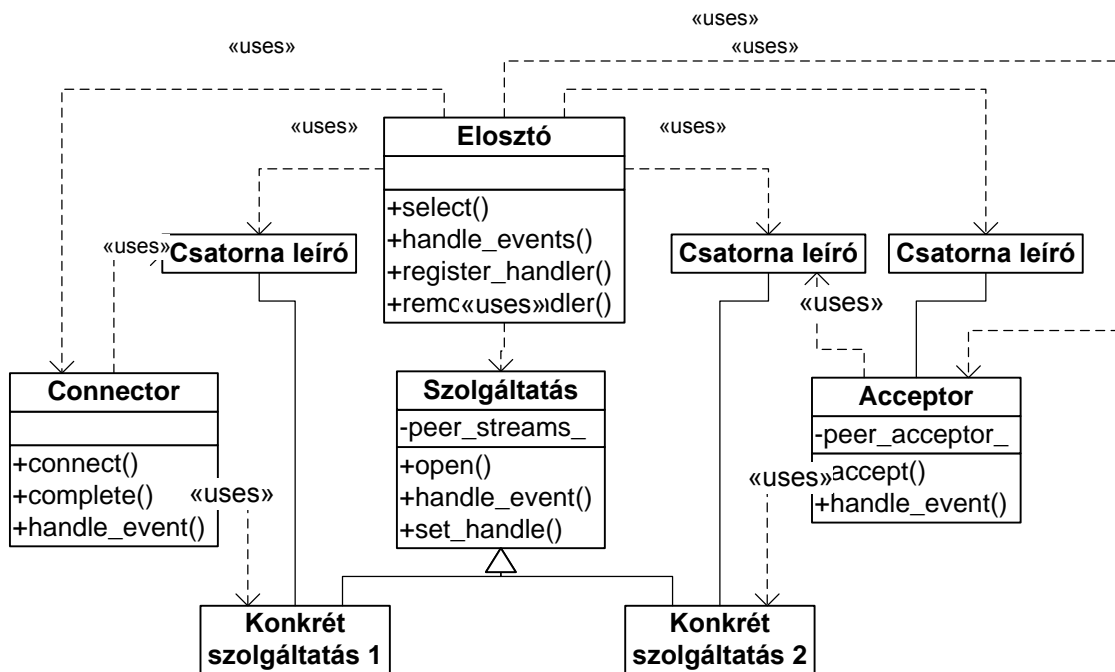 «uses»
«uses»
«uses»
«uses»
«uses»
Elosztó
+select()
+handle_events()
+register_handler()
«uses»
«uses»
Csatorna leíró
Csatorna leíró
Csatorna leíró
«uses»
Connector
+connect()
+complete()
+handle_event()
Szolgáltatás
-peer_streams_
+open()
+handle_event()
+set_handle()
Acceptor
-peer_acceptor_
accept()
+handle_event()
«uses»
«uses»
Konkrét
szolgáltatás 1
Konkrét
szolgáltatás 2